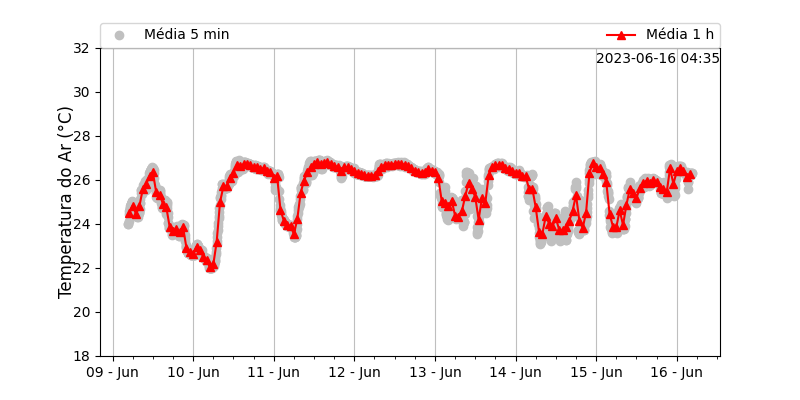 Média 5 min
Média 1 h
2023-06-16 04:35
Temperatura do Ar (°C)
32
30
28
26
24
22
20
18
09 - Jun
10 - Jun
11 - Jun
12 - Jun
13 - Jun
14 - Jun
15 - Jun
16 - Jun